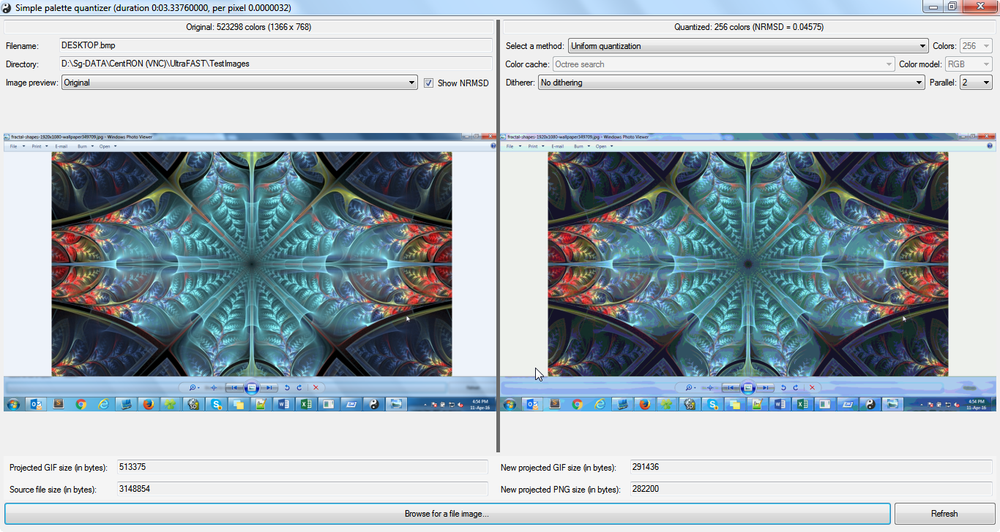 Simple palette quantizer (duration 0:03.33760000, per pixel 0.0000032)
Original: 523298 colors (1366 x 768)
Quantized: 256 colors (NRMSD = 0.04575)
Filename: DESKTOP.bmp
Select a method: Uniform quantization Colors: 256
Directory: D:\Sg-DATA\CentRON (VNC)\UltraFAST\TestImages
Color cache: Octree search Color model: RGB
Image preview: Original Show NRMSD
Ditherer: No dithering Parallel: 2
fractal-shapes-1920x1080-wallpaper349709.jpg - Windows Photo Viewer
File Print E-mail Burn Open
fractal-shapes-1920x1080-wallpaper349709.jpg - Windows Photo Viewer
File Print E-mail Burn Open
4:54 PM
11-Apr-16
4:54 PM
11-Apr-16
Projected GIF size (in bytes): 513375
New projected GIF size (in bytes): 291436
Source file size (in bytes): 3148854
New projected PNG size (in bytes): 282200
Browse for a file image...
Refresh